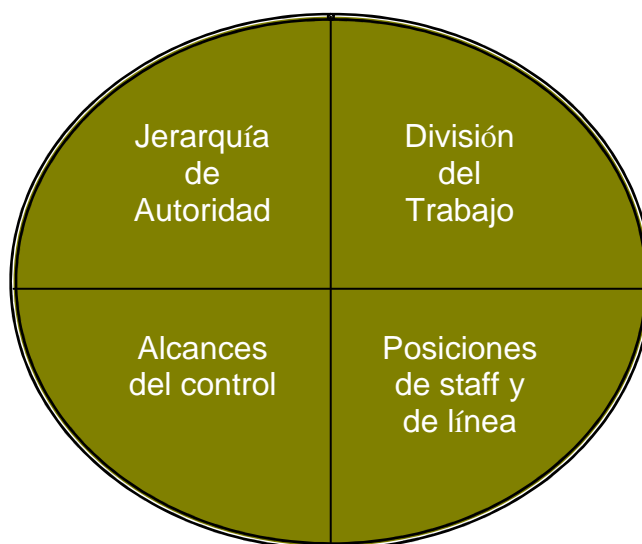 Jerarquía
de
Autoridad
División
del
Trabajo
Alcances
del control
Posiciones
de staff y
de línea